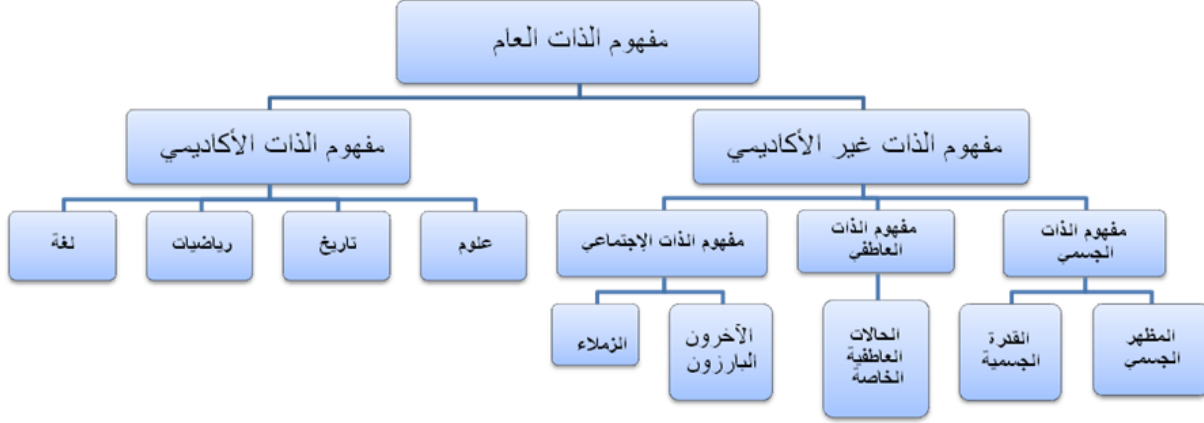 مفهوم الذات العام
مفهوم الذات غير الأكاديمي
مفهوم الذات الأكاديمي
مفهوم الذات
الجسمي
مفهوم الذات
العاطفي
مفهوم الذات الإجتماعي
علوم
تاريخ
رياضيات
لغة
المظهر
الجسمي
القدرة
الجسمية
الحالات
العاطفية
الخاصة
الآخرون
البارزون
الزملاء